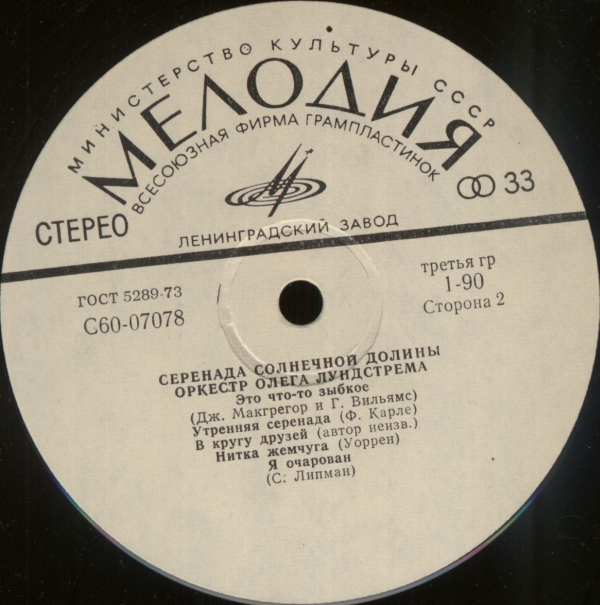 МИНИСТЕРСТВО КУЛЬТУРЫ СССР
МЕЛОДИЯ
ВСЕСОЮЗНАЯ ФИРМА ГРАМПЛАСТИНОК
СТЕРЕО
33
ЛЕНИНГРАДСКИЙ ЗАВОД
ГОСТ 5289-73
С60-07078
третья гр
1-90
Сторона 2
СЕРЕНАДА СОЛНЕЧНОЙ ДОЛИНЫ
ОРКЕСТР ОЛЕГА ЛУНДСТРЕМА
Это что-то зыбкое
(Дж. Макгрегор и Г. Вильямс)
Утренняя серенада (Ф. Карле)
В кругу друзей (автор неизв.)
Нитка жемчуга (Уоррен)
Я очарован
(С. Липман)